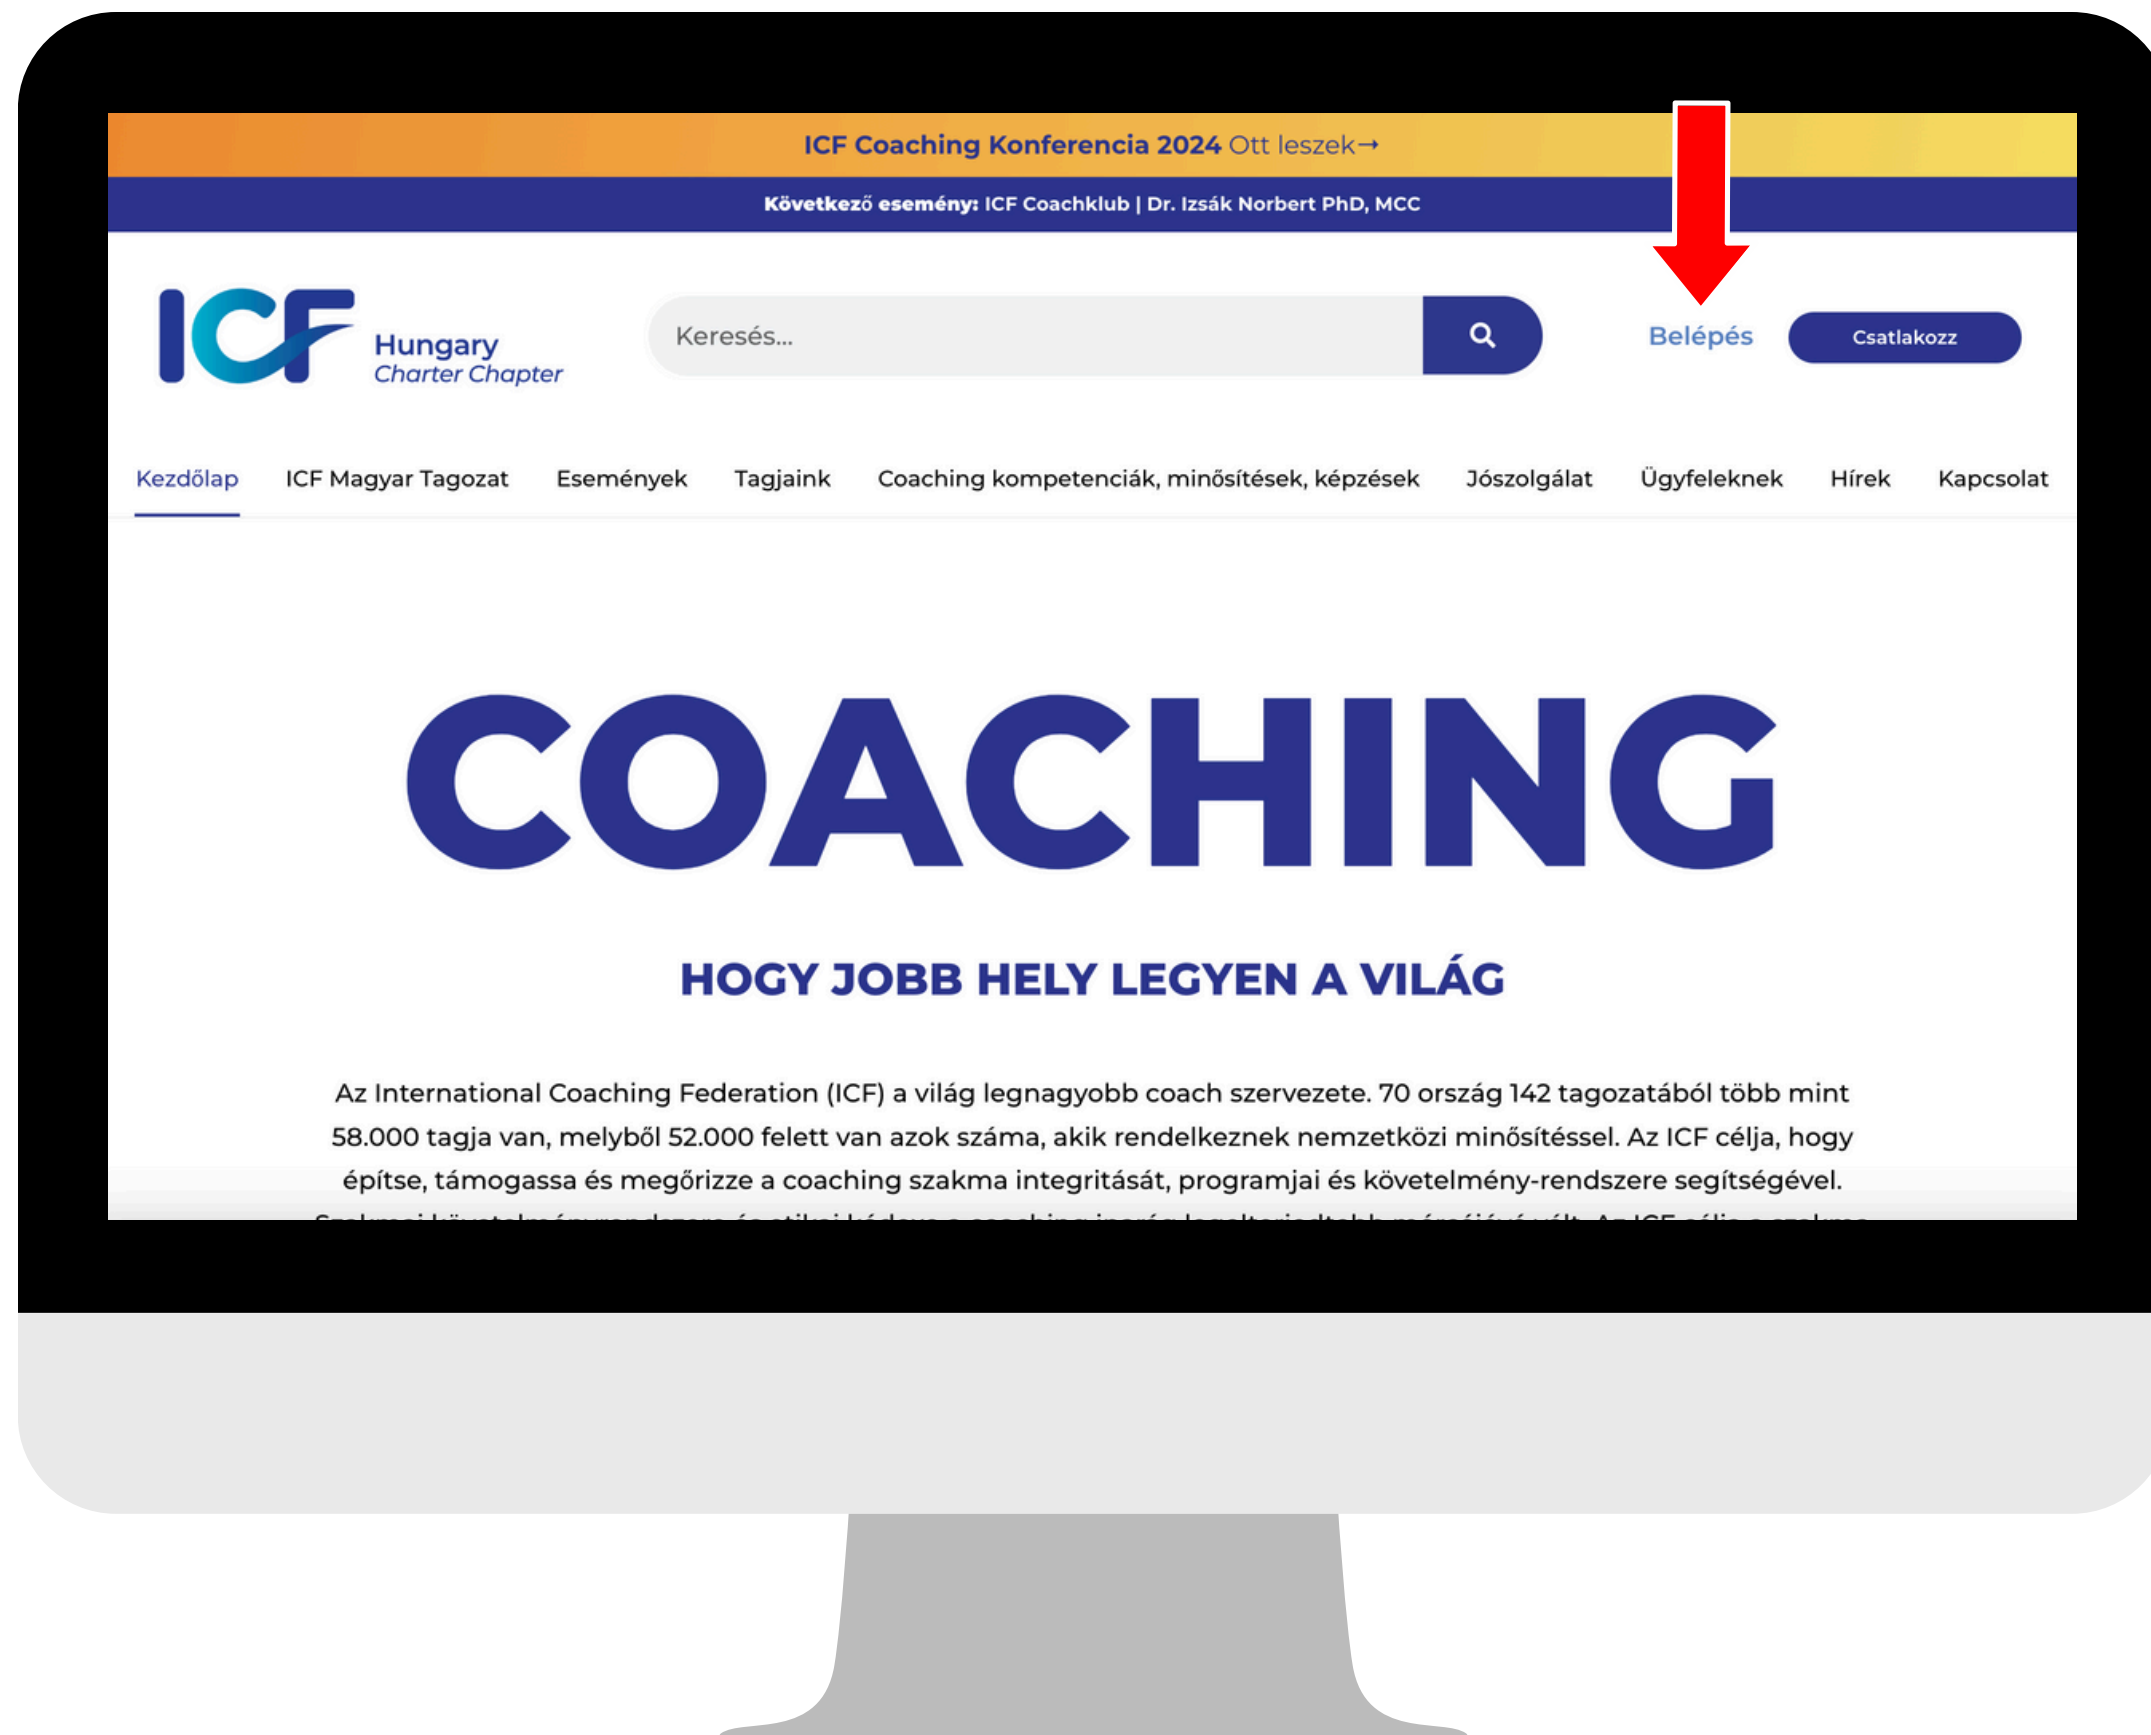 ICF Coaching Konferencia 2024 Ott leszek→
Következő esemény: ICF Coachklub | Dr. Izsák Norbert PhD, MCC
ICF Hungary
Charter Chapter
Keresés...
Belépés
Csatlakozz
Kezdőlap ICF Magyar Tagozat Események Tagjaink Coaching kompetenciák, minősítések, képzések Jószolgálat Ügyfeleknek Hírek Kapcsolat
COACHING
HOGY JOBB HELY LEGYEN A VILÁG
Az International Coaching Federation (ICF) a világ legnagyobb coach szervezete. 70 ország 142 tagozatából több mint
58.000 tagja van, melyből 52.000 felett van azok száma, akik rendelkeznek nemzetközi minősítéssel. Az ICF célja, hogy
építse, támogassa és megőrizze a coaching szakma integritását, programjai és követelmény-rendszere segítségével.